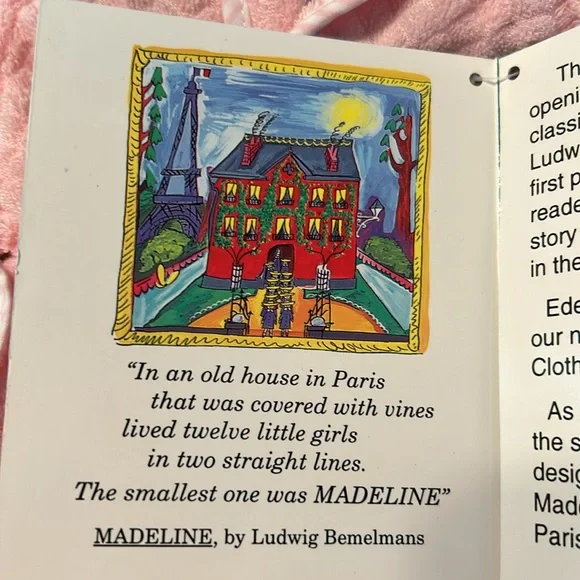 “In an old house in Paris
that was covered with vines
lived twelve little girls
in two straight lines.
The smallest one was MADELINE”
MADELINE, by Ludwig Bemelmans
Th
openi
classi
Ludw
first p
reade
story
in the
Ede
our n
Cloth
As
the s
desig
Made
Paris